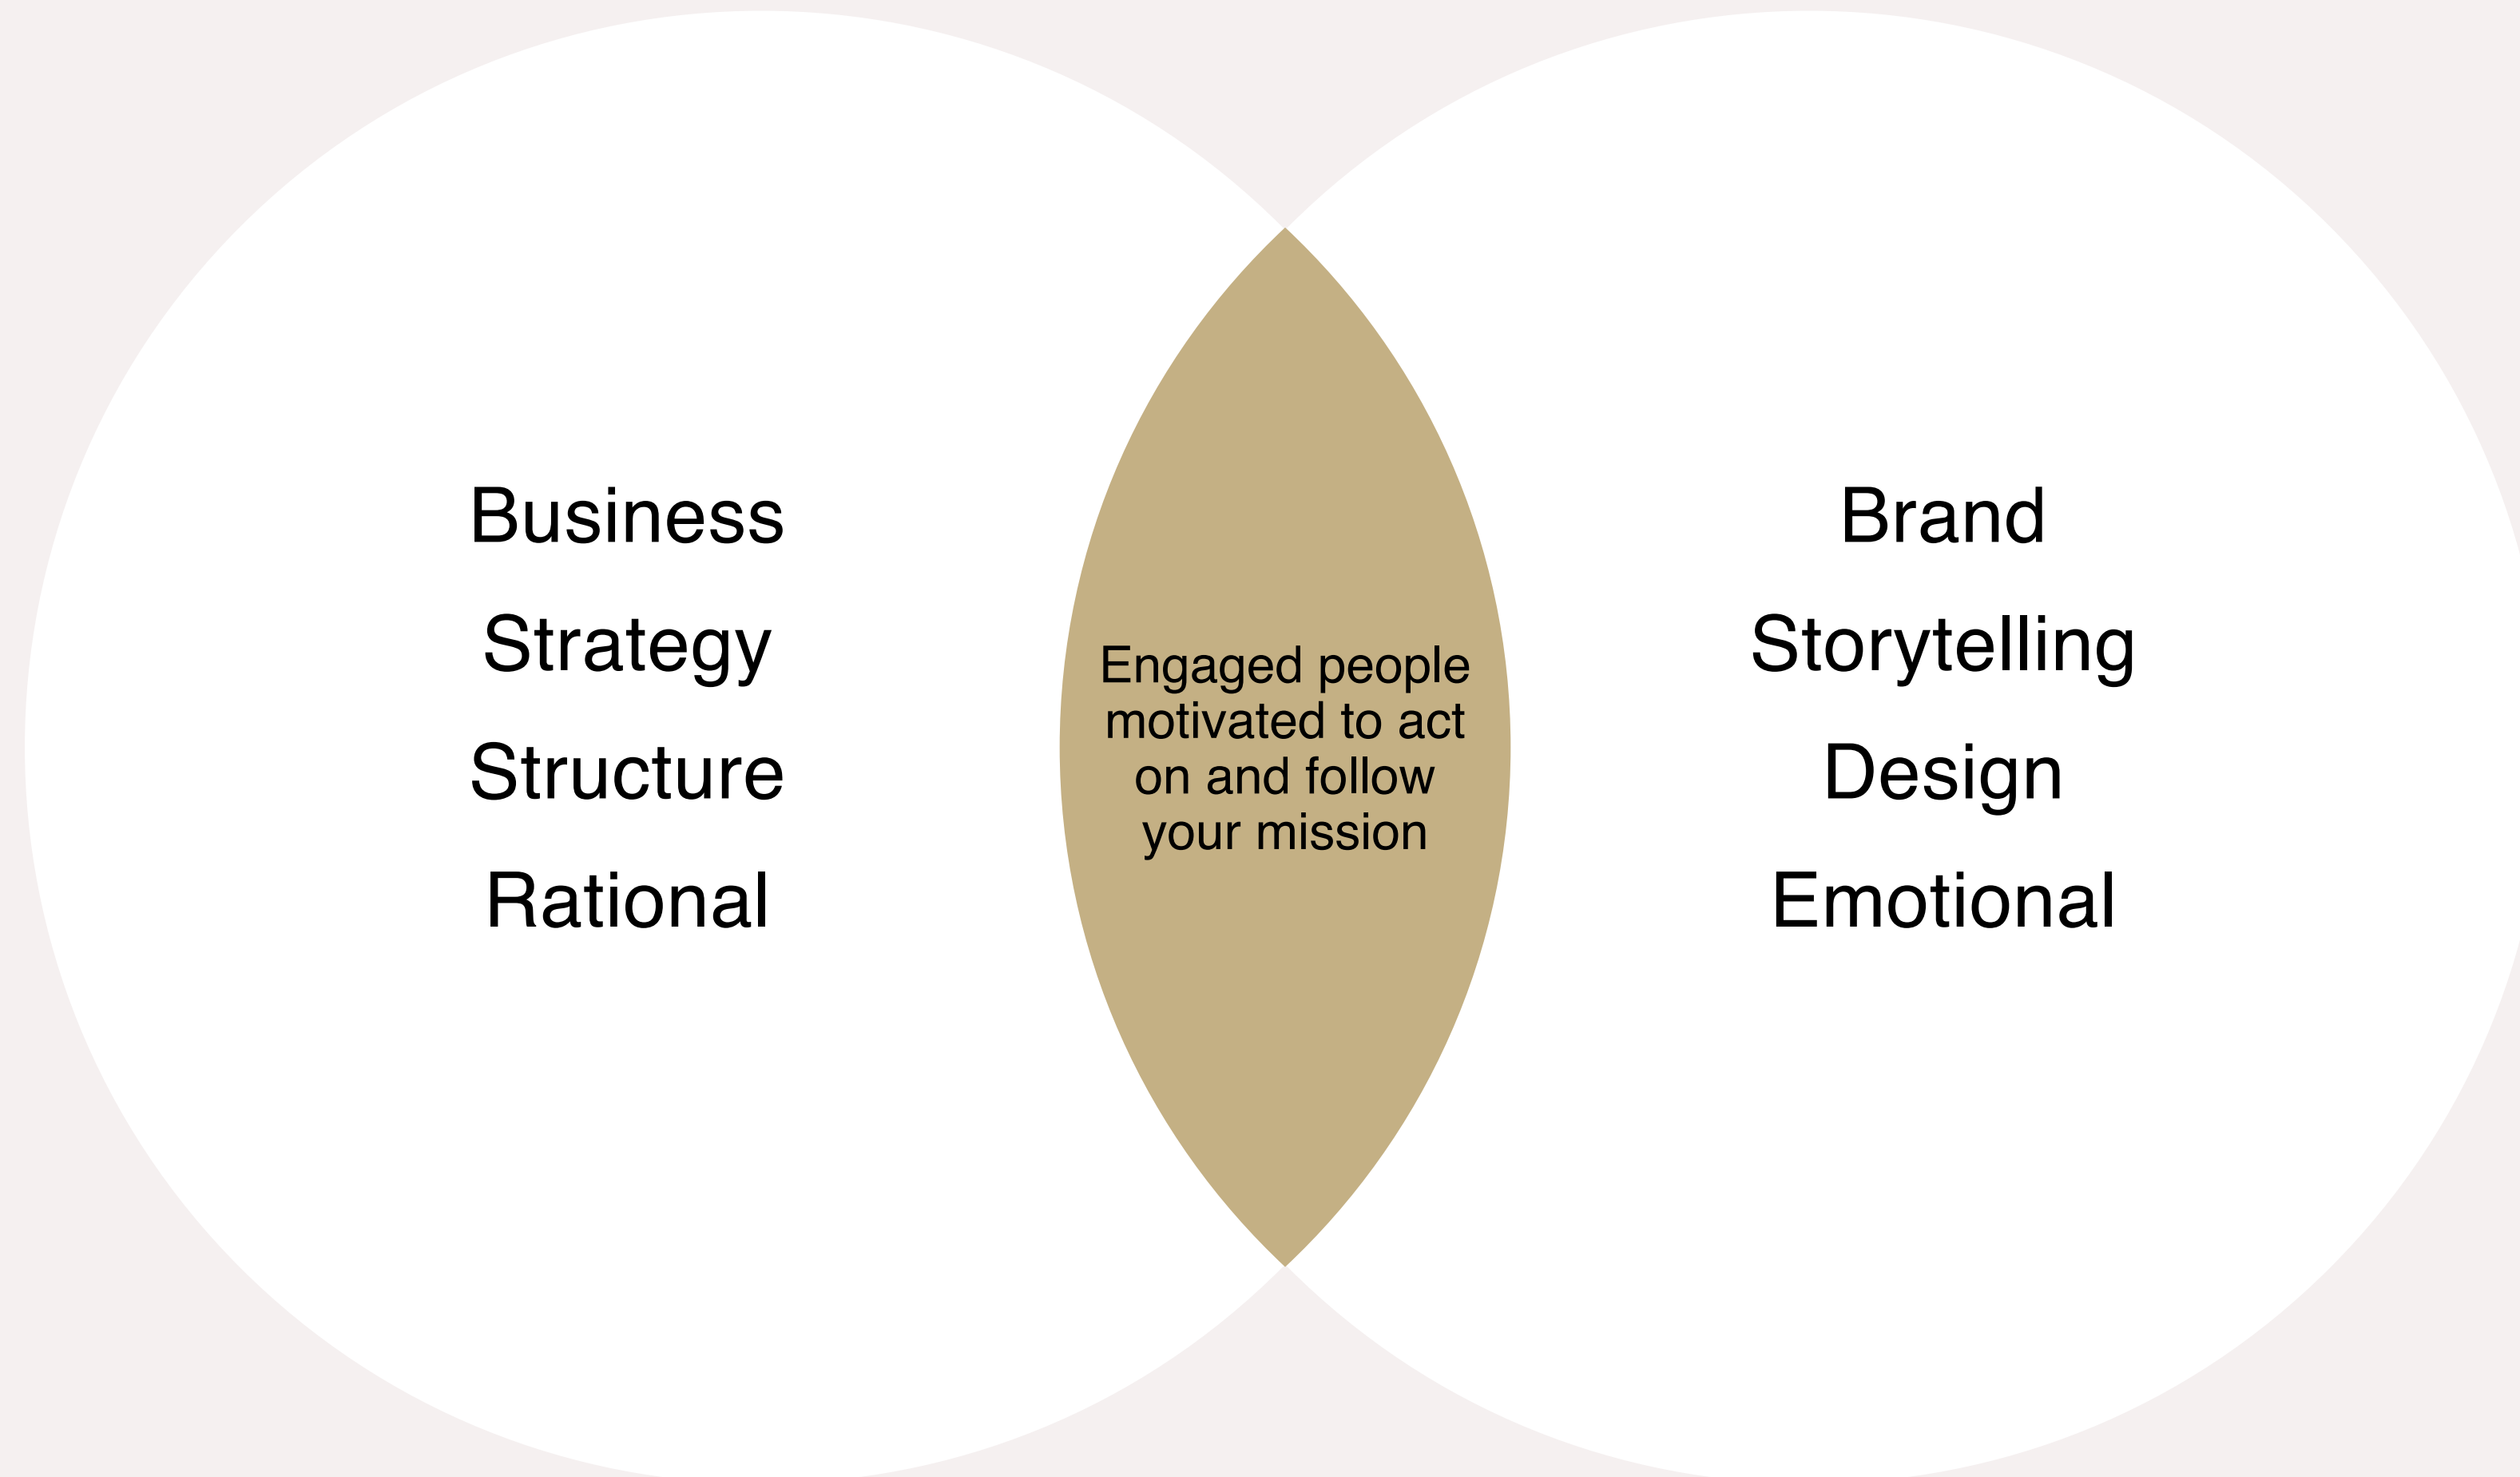 Business
Strategy
Structure
Rational
Engaged people
motivated to act
on and follow
your mission
Brand
Storytelling
Design
Emotional